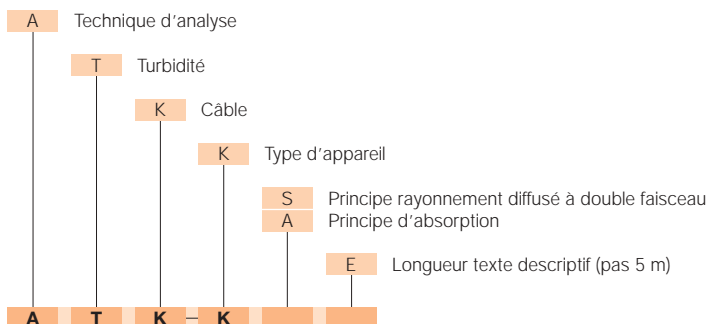 A Technique d'analyse
T Turbidité
K Câble
K Type d'appareil
S Principe rayonnement diffusé à double faisceau
A Principe d'absorption
E Longueur texte descriptif (pas 5 m)
A T K – K